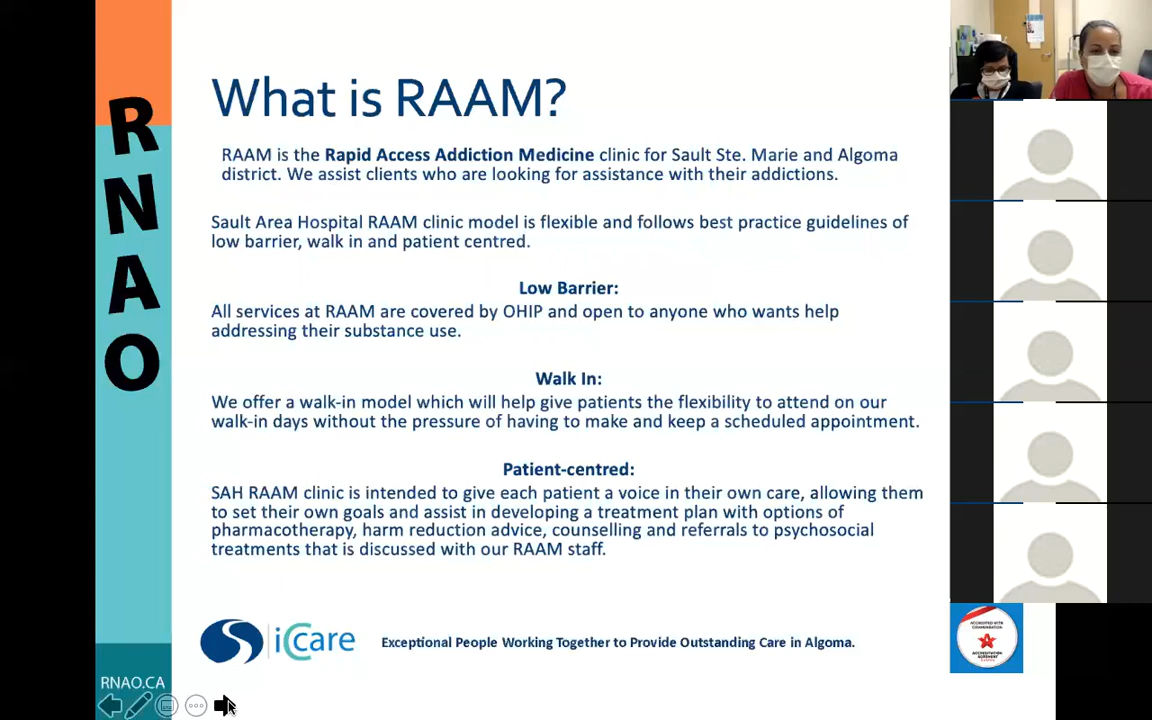 RNAO
What is RAAM?
RAAM is the Rapid Access Addiction Medicine clinic for Sault Ste. Marie and Algoma
district. We assist clients who are looking for assistance with their addictions.
Sault Area Hospital RAAM clinic model is flexible and follows best practice guidelines of
low barrier, walk in and patient centred.
Low Barrier:
All services at RAAM are covered by OHIP and open to anyone who wants help
addressing their substance use.
Walk In:
We offer a walk-in model which will help give patients the flexibility to attend on our
walk-in days without the pressure of having to make and keep a scheduled appointment.
Patient-centred:
SAH RAAM clinic is intended to give each patient a voice in their own care, allowing them
to set their own goals and assist in developing a treatment plan with options of
pharmacotherapy, harm reduction advice, counselling and referrals to psychosocial
treatments that is discussed with our RAAM staff.
iCcare
Exceptional People Working Together to Provide Outstanding Care in Algoma.
RNAO.CA
ACCREDITED WITH
COMMENDATION
ACCREDITATION
AGRÉMENT